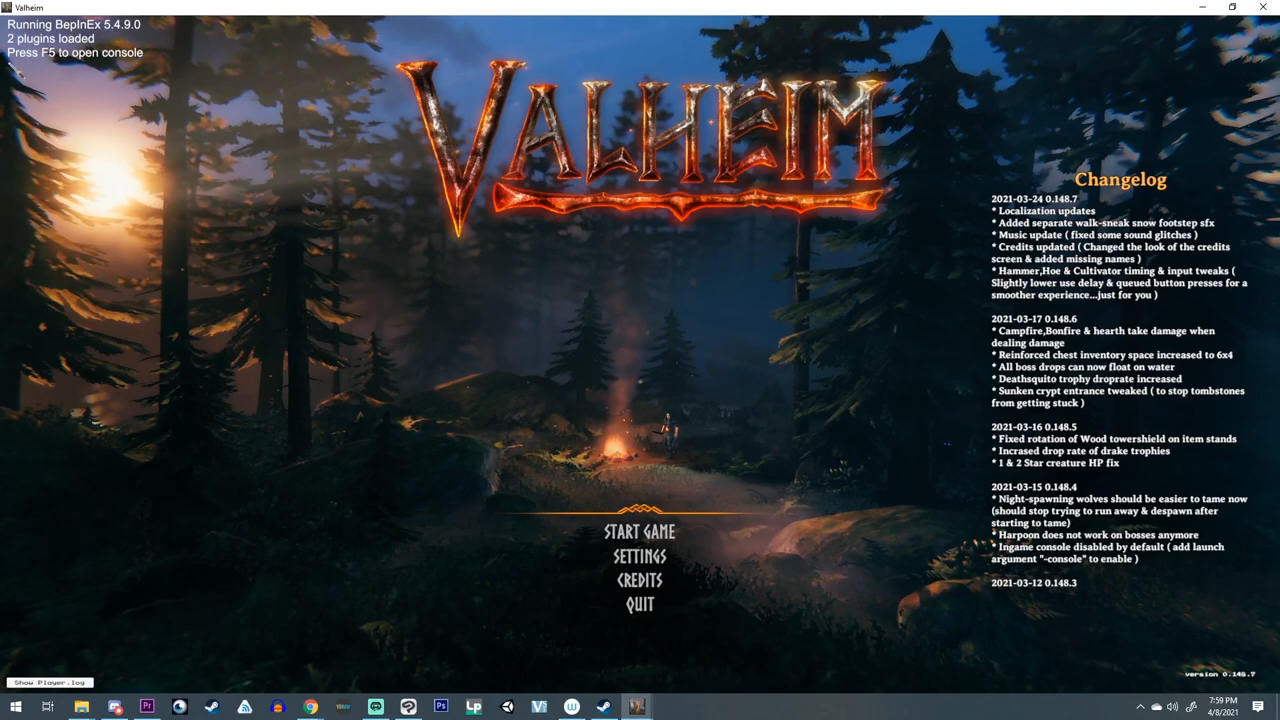 Valheim
Running BepInEx 5.4.9.0
2 plugins loaded
Press F5 to open console
VALHEIM
Changelog
2021-03-24 0.148.7
* Localization updates
* Added separate walk-sneak snow footstep sfx
* Music update ( fixed some sound glitches )
* Credits updated ( Changed the look of the credits
screen & added missing names )
* Hammer,Hoe & Cultivator timing & input tweaks (
Slightly lower use delay & queued button presses for a
smoother experience...just for you )
2021-03-17 0.148.6
* Campfire,Bonfire & hearth take damage when
dealing damage
* Reinforced chest inventory space increased to 6x4
* All boss drops can now float on water
* Deathsquito trophy droprate increased
* Sunken crypt entrance tweaked ( to stop tombstones
from getting stuck )
2021-03-16 0.148.5
* Fixed rotation of Wood towershield on item stands
* Incrased drop rate of drake trophies
* 1 & 2 Star creature HP fix
2021-03-15 0.148.4
* Night-spawning wolves should be easier to tame now
(should stop trying to run away & despawn after
starting to tame)
* Harpoon does not work on bosses anymore
* Ingame console disabled by default ( add launch
argument "-console" to enable )
2021-03-12 0.148.3
START GAME
SETTINGS
CREDITS
QUIT
Show Player.log
version 0.148.7
Pr
Ps
Lp
W
7:59 PM
4/8/2021